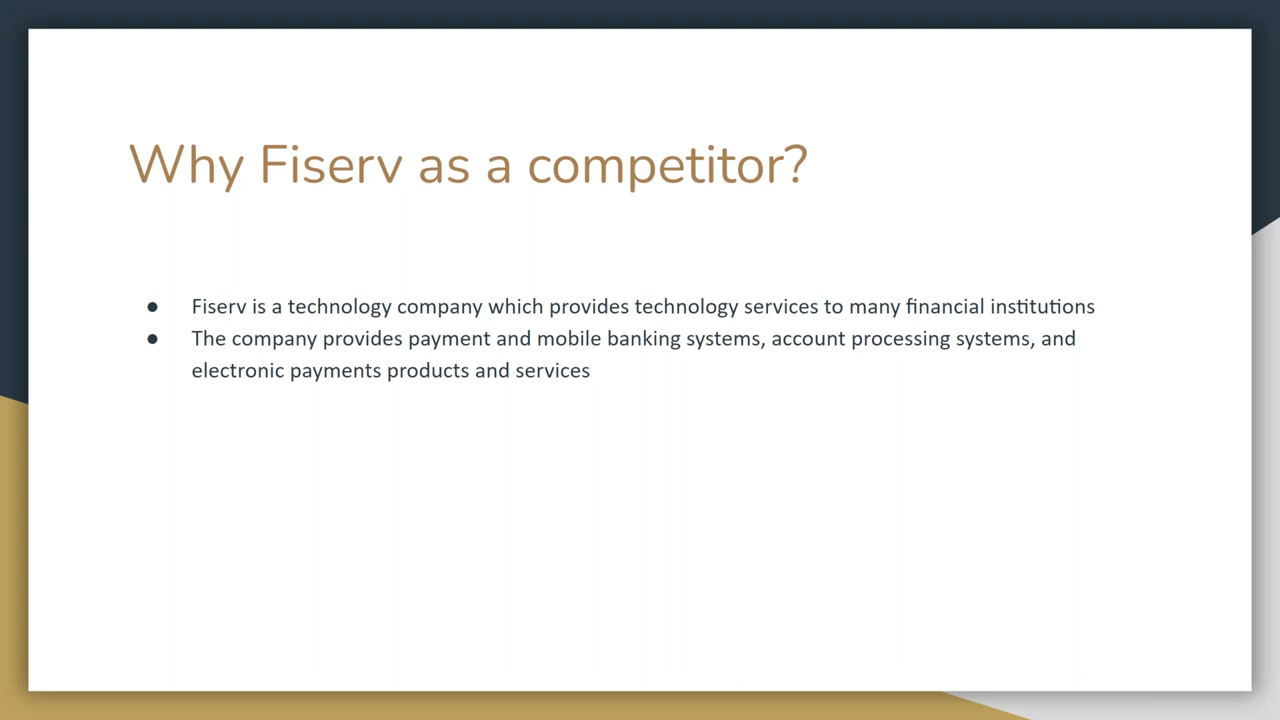 Why Fiserv as a competitor?
● Fiserv is a technology company which provides technology services to many financial institutions
● The company provides payment and mobile banking systems, account processing systems, and
electronic payments products and services